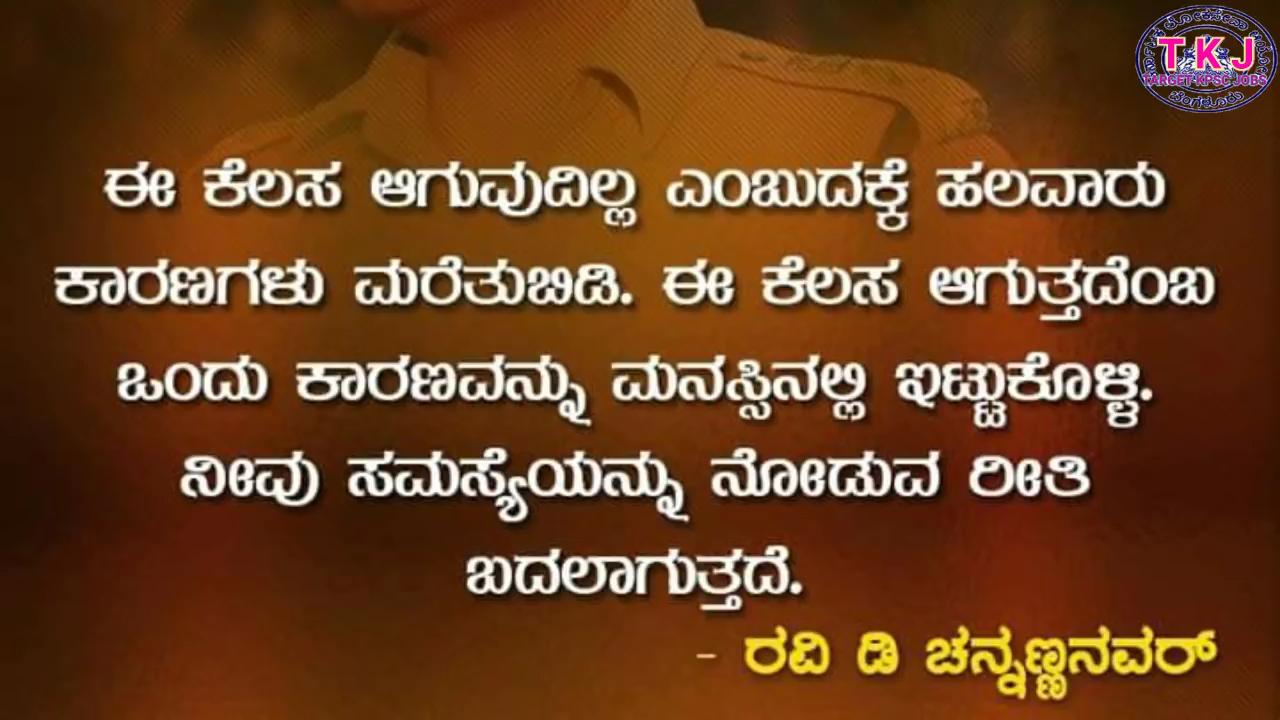 TKJ
TARGET KPSC JOBS
ಬೆಂಗಳೂರು
ಈ ಕೆಲಸ ಆಗುವುದಿಲ್ಲ ಎಂಬುದಕ್ಕೆ ಹಲವಾರು
ಕಾರಣಗಳು ಮರೆತುಬಿಡಿ. ಈ ಕೆಲಸ ಆಗುತ್ತದೆಂಬ
ಒಂದು ಕಾರಣವನ್ನು ಮನಸ್ಸಿನಲ್ಲಿ ಇಟ್ಟುಕೊಳ್ಳಿ.
ನೀವು ಸಮಸ್ಯೆಯನ್ನು ನೋಡುವ ರೀತಿ
ಬದಲಾಗುತ್ತದೆ.
- ರವಿ ಡಿ ಚನ್ನಣ್ಣನವರ್